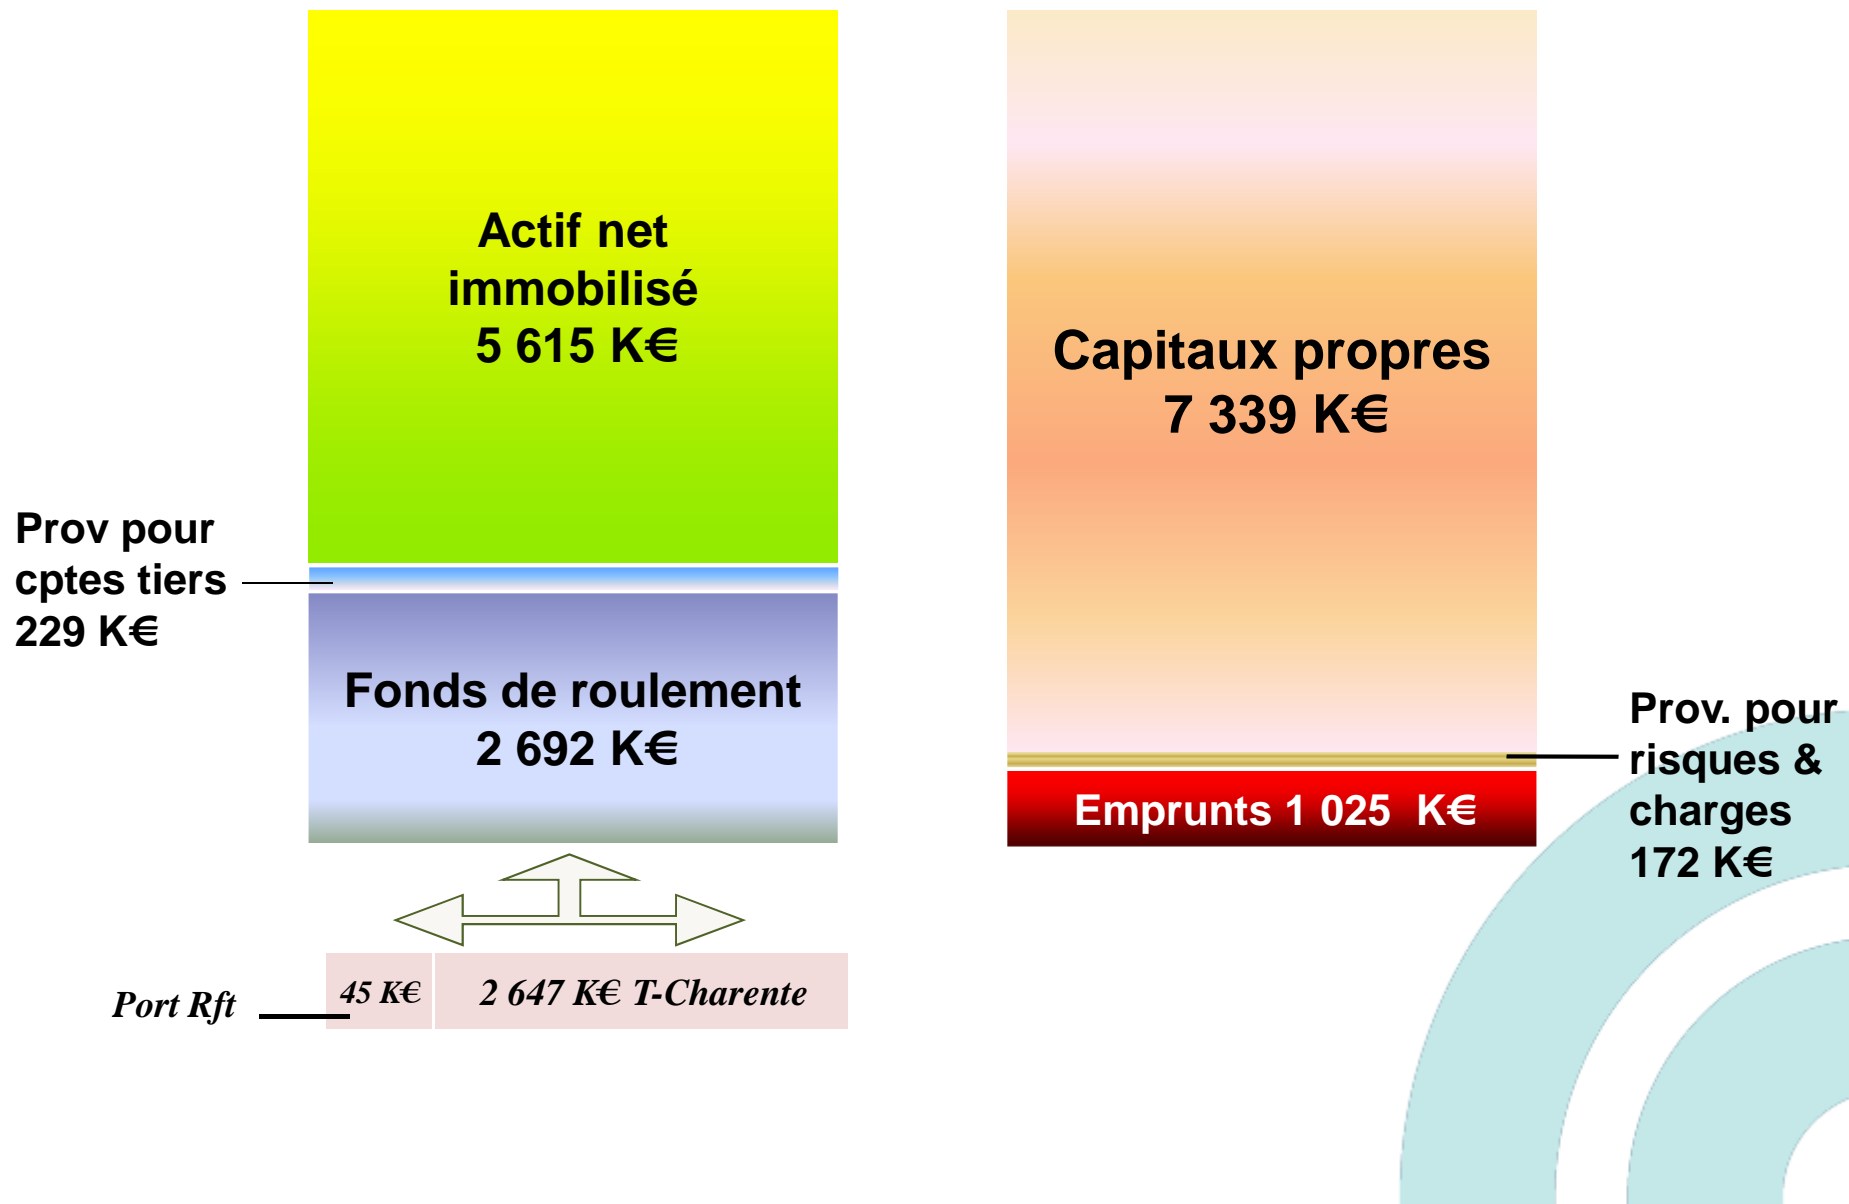 Actif net
immobilisé
5 615 K€
Prov pour
cptes tiers
229 K€
Fonds de roulement
2 692 K€
Port Rft
45 K€
2 647 K€ T-Charente
Capitaux propres
7 339 K€
Emprunts 1 025 K€
Prov. pour
risques &
charges
172 K€